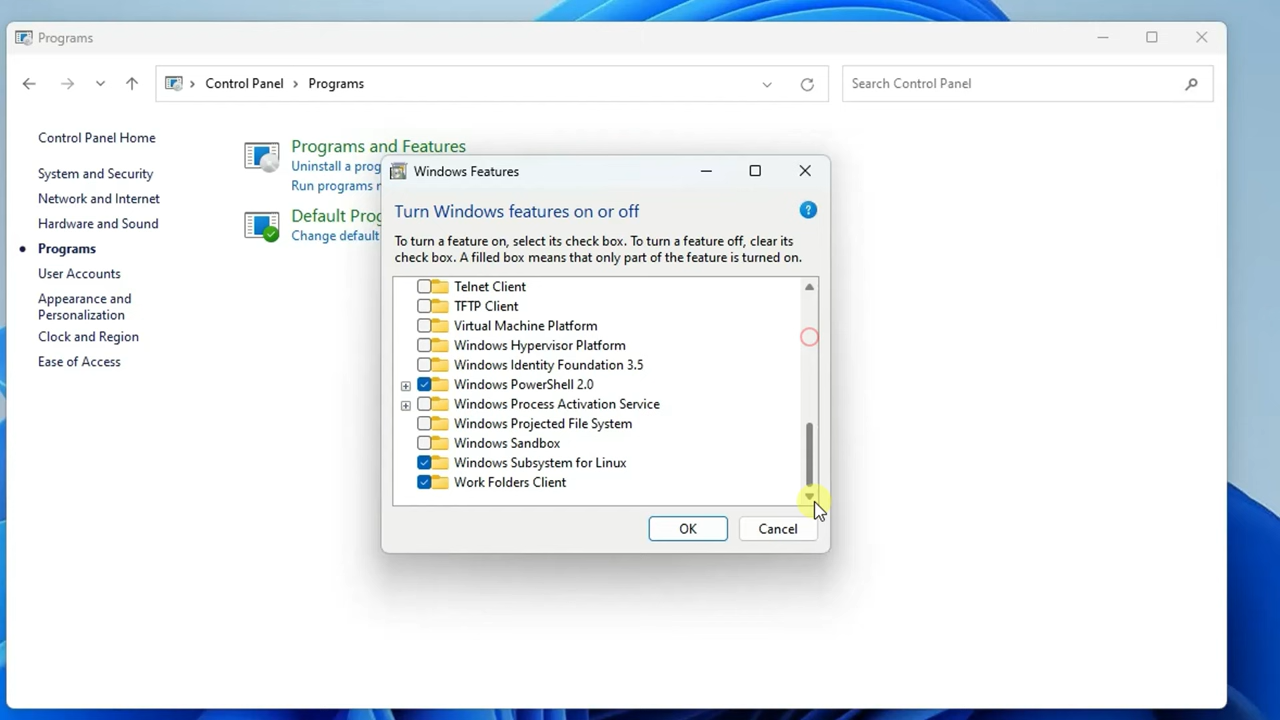 Programs
Control Panel
Programs
Search Control Panel
Control Panel Home
System and Security
Network and Internet
Hardware and Sound
Programs
User Accounts
Appearance and
Personalization
Clock and Region
Ease of Access
Programs and Features
Uninstall a prog
Run programs
Default Prog
Change default
Windows Features
Turn Windows features on or off
To turn a feature on, select its check box. To turn a feature off, clear its
check box. A filled box means that only part of the feature is turned on.
Telnet Client
TFTP Client
Virtual Machine Platform
Windows Hypervisor Platform
Windows Identity Foundation 3.5
Windows PowerShell 2.0
Windows Process Activation Service
Windows Projected File System
Windows Sandbox
Windows Subsystem for Linux
Work Folders Client
OK
Cancel